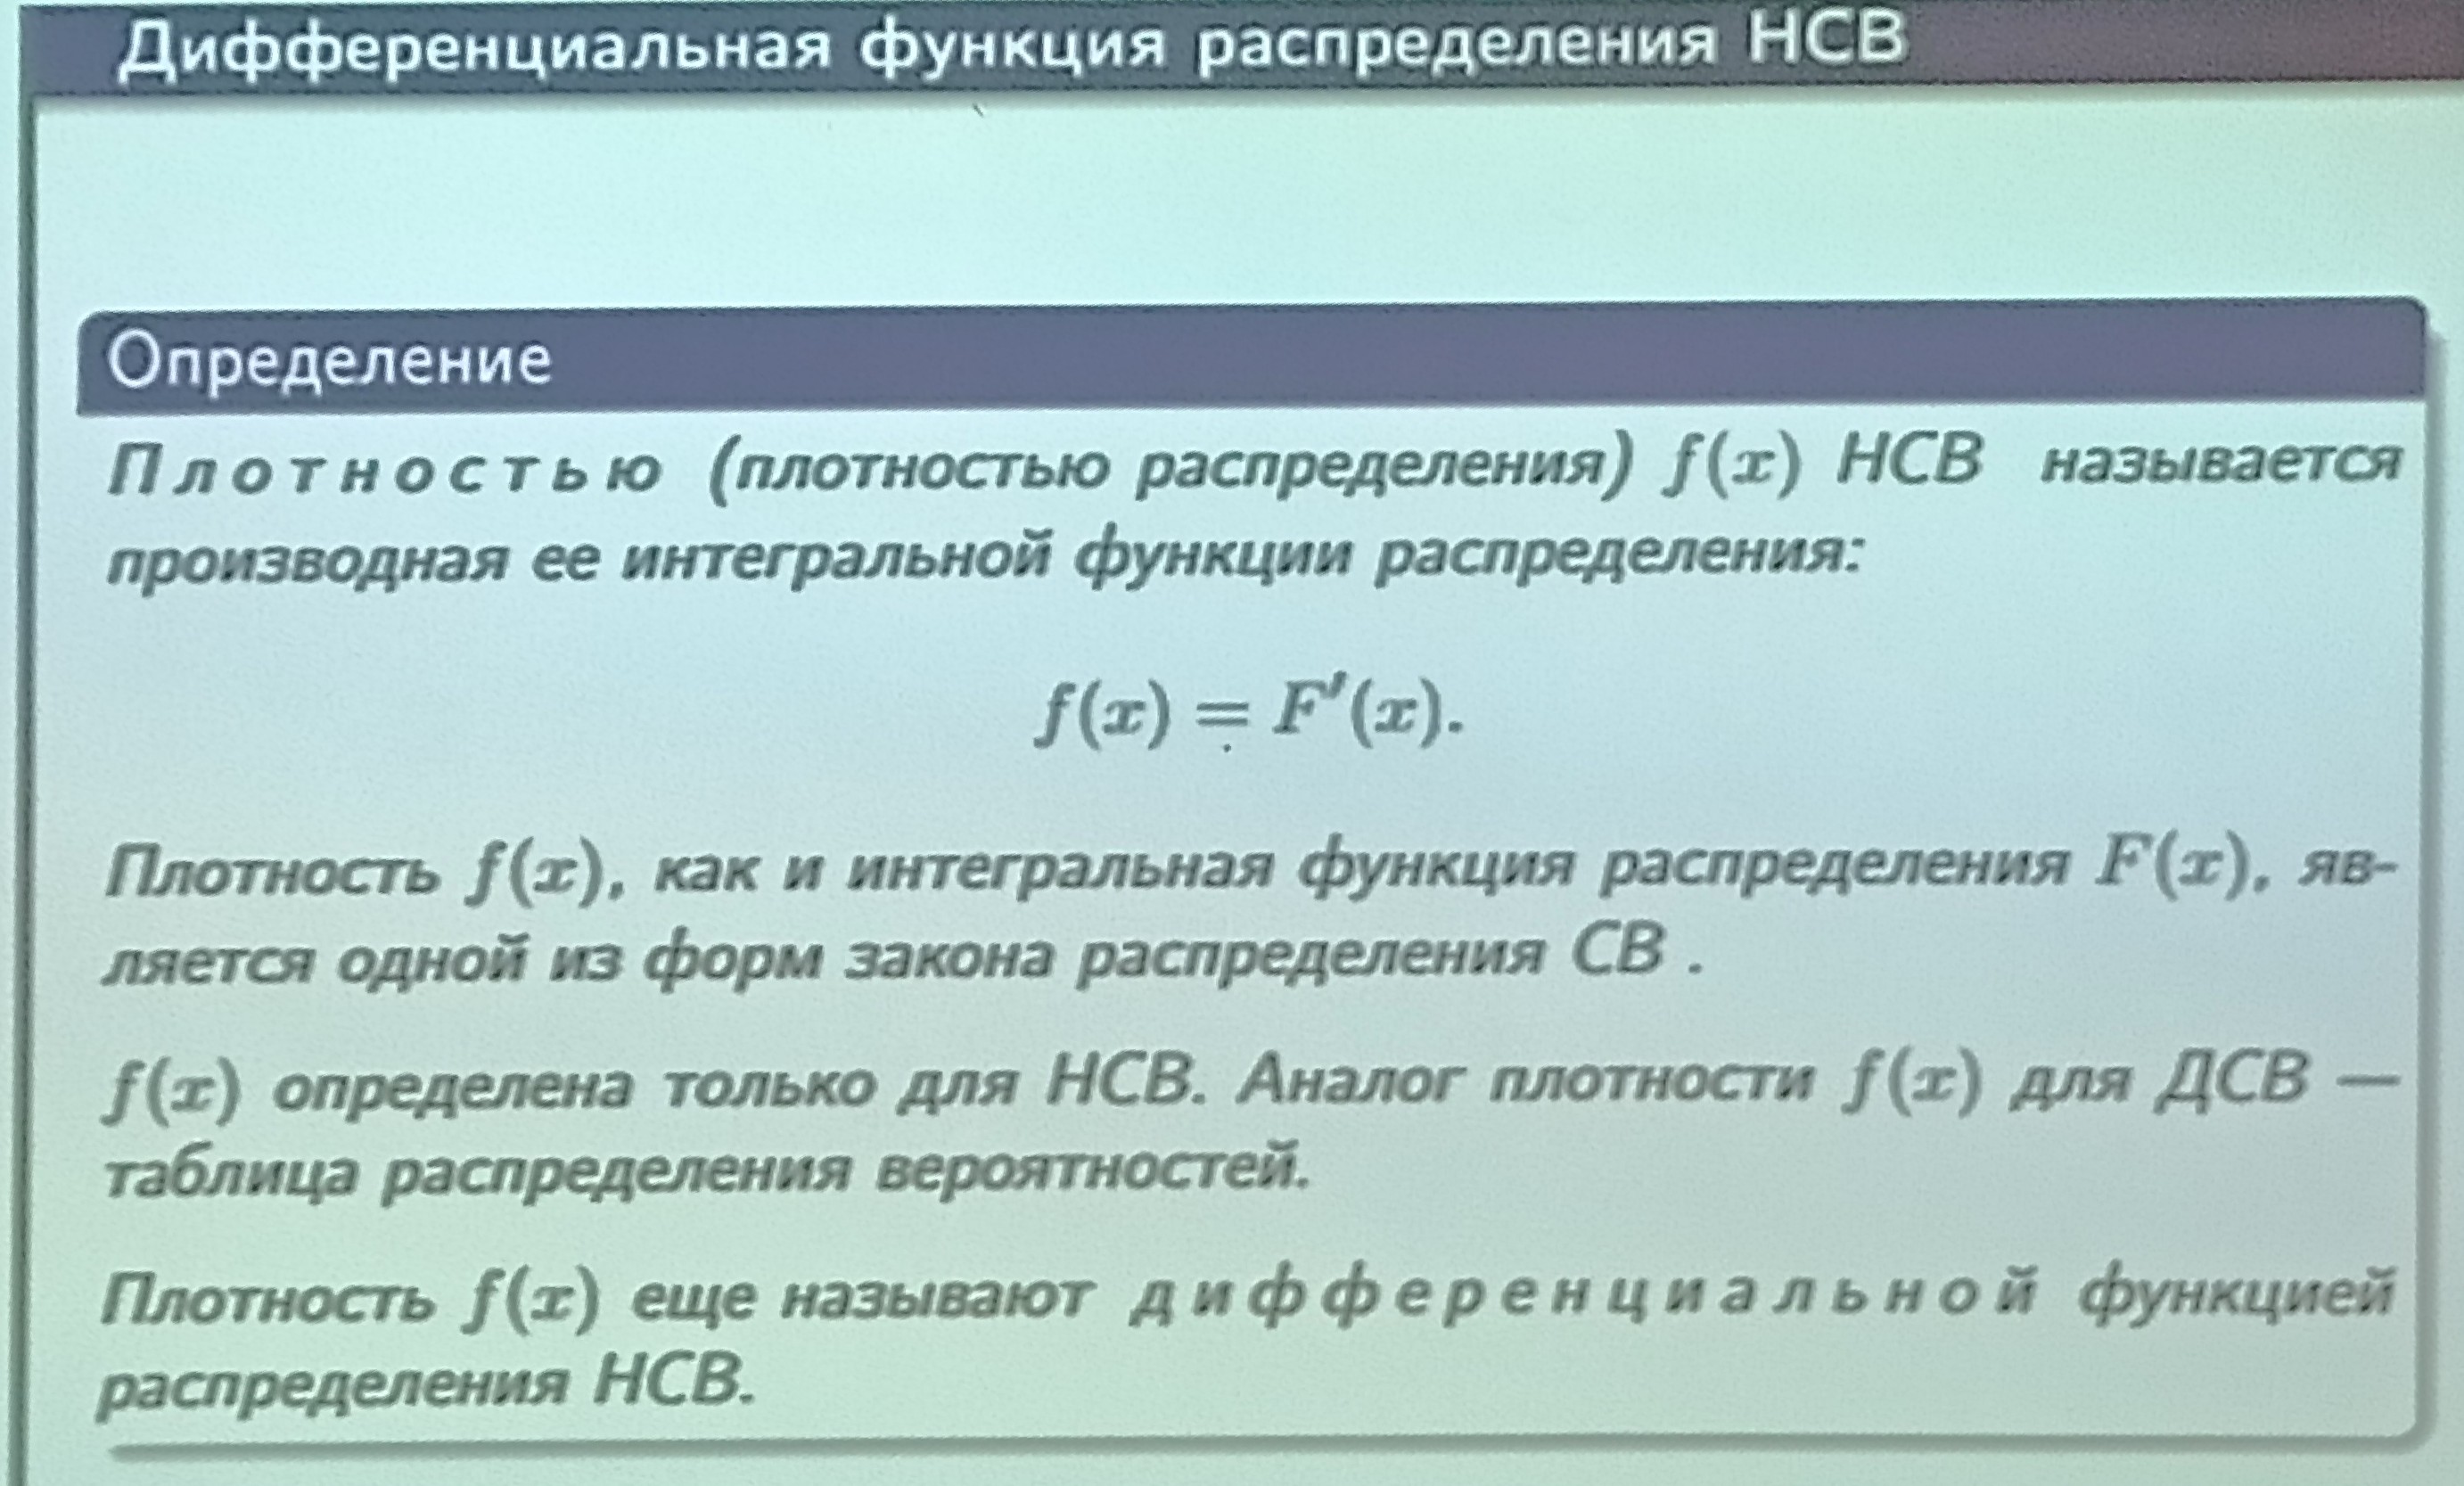 Дифференциальная функция распределения НСВ
Определение
Плотностью (плотностью распределения) f(x) НСВ называется
производная ее интегральной функции распределения:
f(x) = F′(x).
Плотность f(x), как и интегральная функция распределения F(x), яв-
ляется одной из форм закона распределения СВ .
f(x) определена только для НСВ. Аналог плотности f(x) для ДСВ —
таблица распределения вероятностей.
Плотность f(x) еще называют дифференциальной функцией
распределения НСВ.